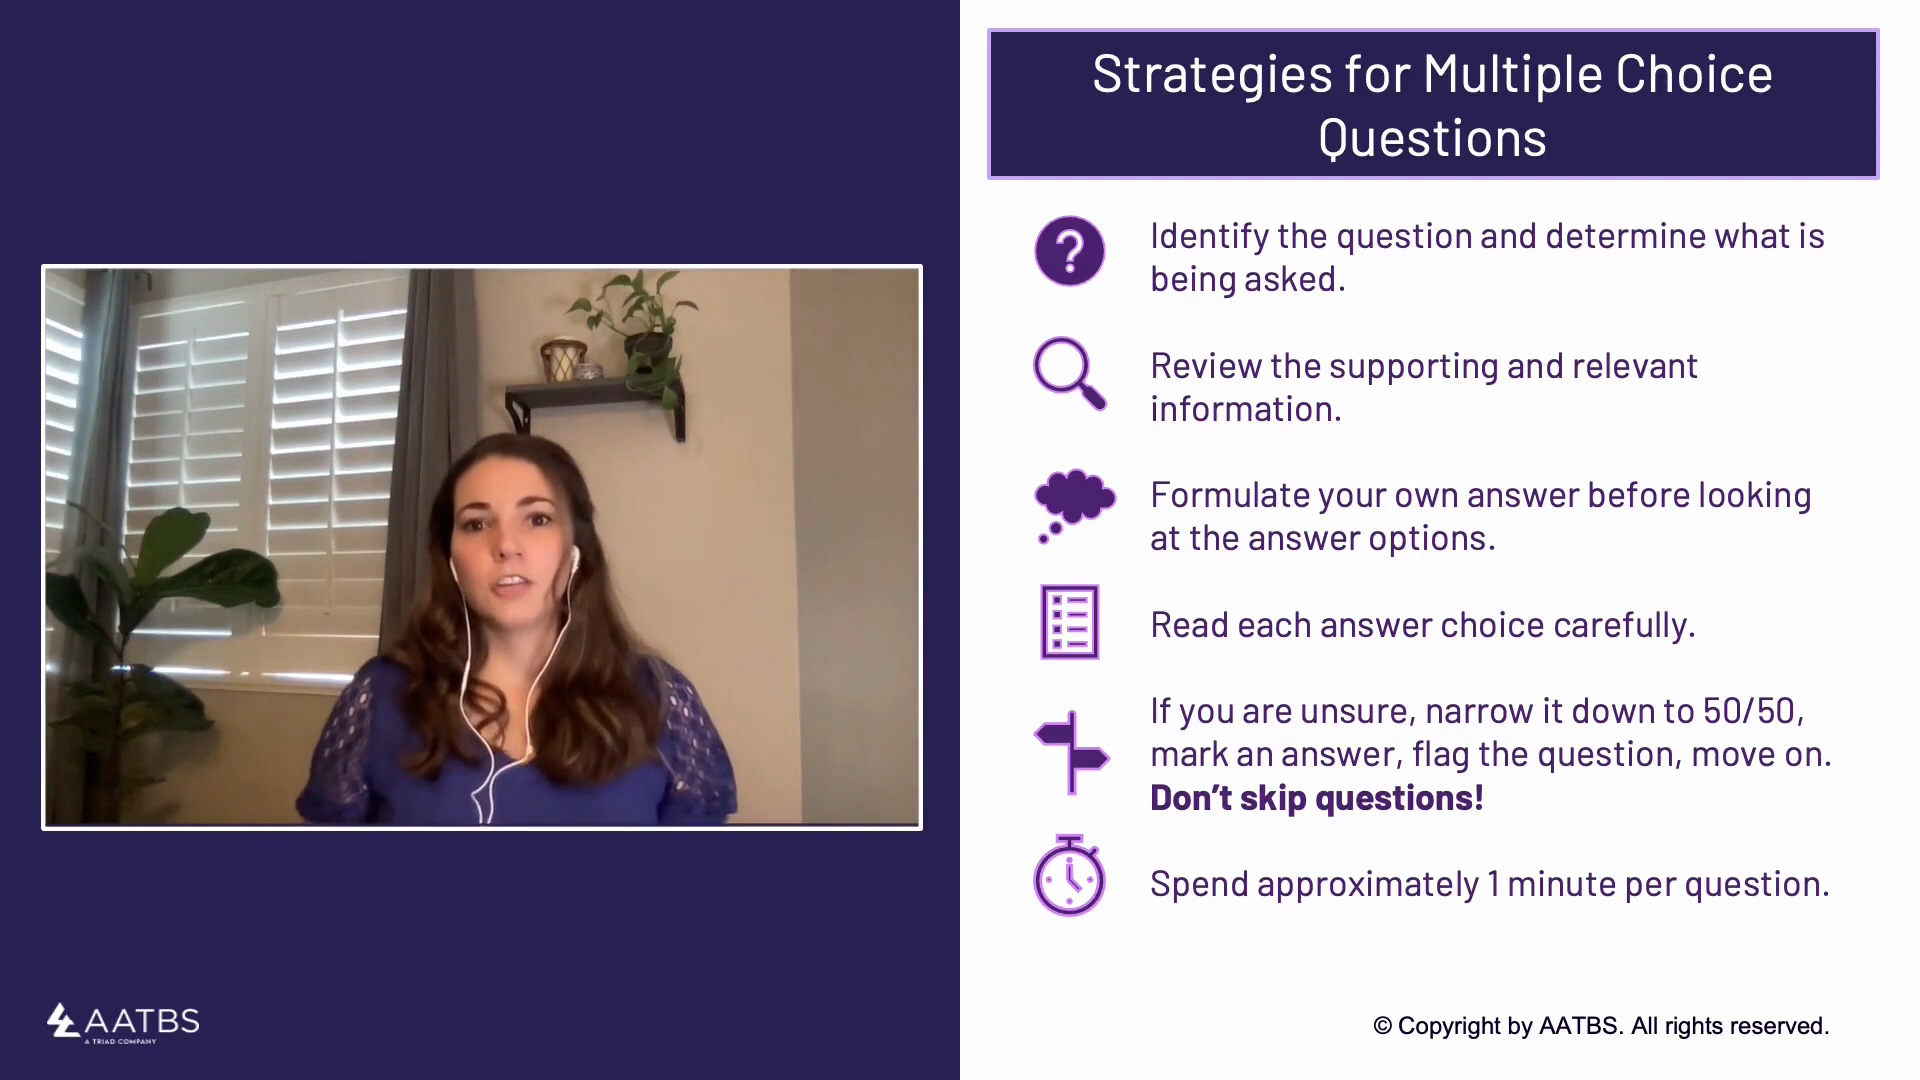 Strategies for Multiple Choice
Questions
?
Identify the question and determine what is
being asked.
Review the supporting and relevant
information.
Formulate your own answer before looking
at the answer options.
Read each answer choice carefully.
If you are unsure, narrow it down to 50/50,
mark an answer, flag the question, move on.
Don’t skip questions!
Spend approximately 1 minute per question.
AATBS
A TRIAD COMPANY
© Copyright by AATBS. All rights reserved.